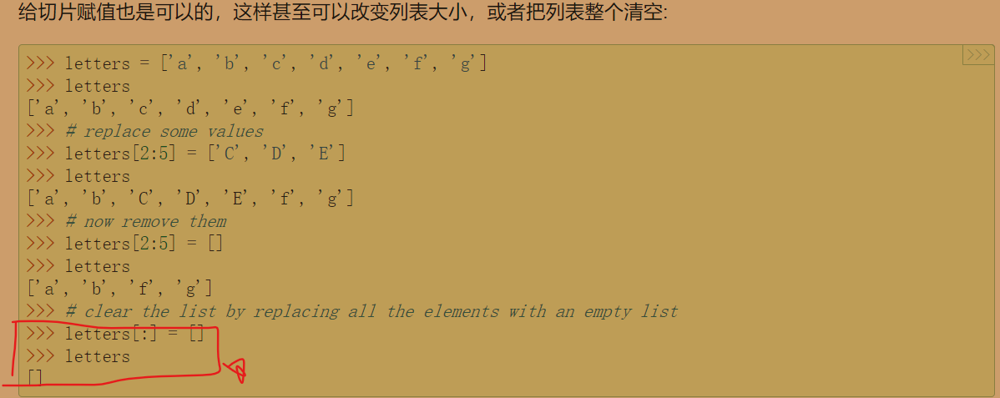 给切片赋值也是可以的，这样甚至可以改变列表大小，或者把列表整个清空:
>>>
>>> letters = ['a', 'b', 'c', 'd', 'e', 'f', 'g']
>>> letters
['a', 'b', 'c', 'd', 'e', 'f', 'g']
>>> # replace some values
>>> letters[2:5] = ['C', 'D', 'E']
>>> letters
['a', 'b', 'C', 'D', 'E', 'f', 'g']
>>> # now remove them
>>> letters[2:5] = []
>>> letters
['a', 'b', 'f', 'g']
>>> # clear the list by replacing all the elements with an empty list
>>> letters[:] = []
>>> letters
[]